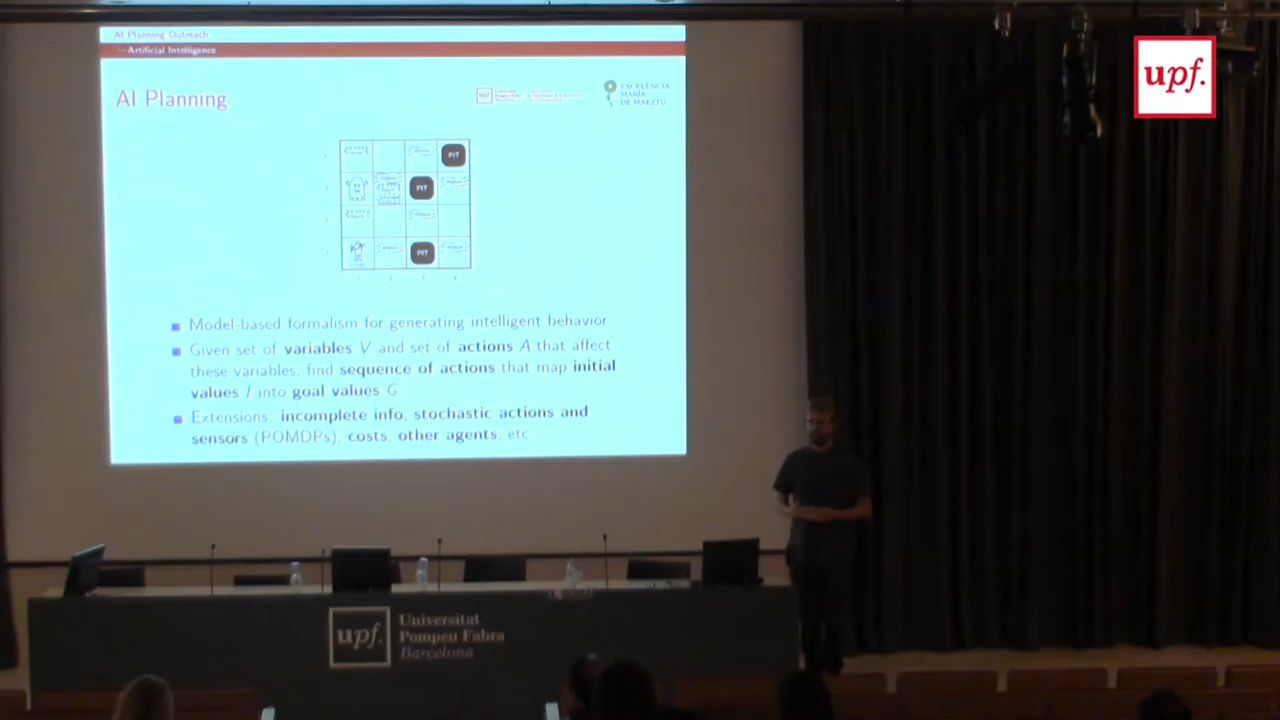 AI Planning Outreach
Artificial Intelligence
AI Planning
upf.
EXCELENCIA
MARÍA
DE MAEZTU
PIT
PIT
PIT
Model-based formalism for generating intelligent behavior
Given set of variables V and set of actions A that affect
these variables, find sequence of actions that map initial
values I into goal values G
Extensions: incomplete info, stochastic actions and
sensors (POMDPs), costs, other agents, etc
upf.
Universitat
Pompeu Fabra
Barcelona